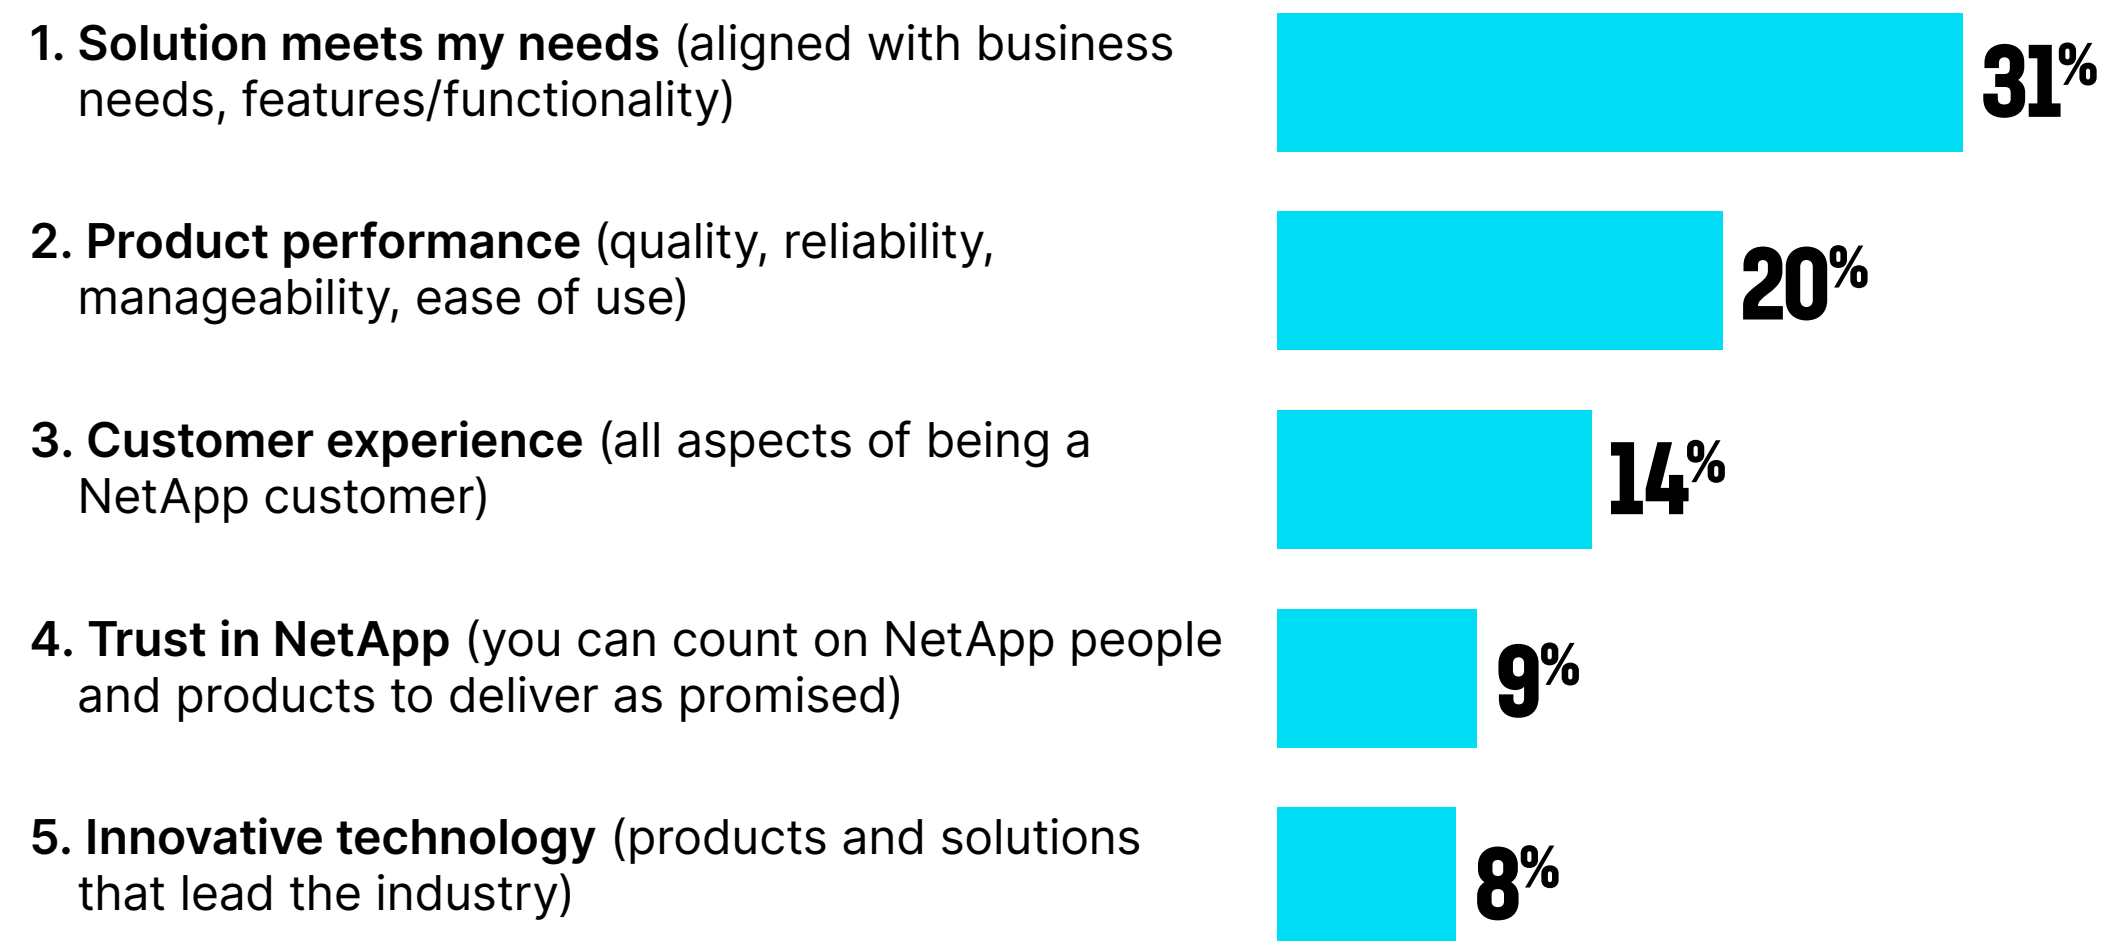 1. Solution meets my needs (aligned with business
needs, features/functionality)
31%
2. Product performance (quality, reliability,
manageability, ease of use)
20%
3. Customer experience (all aspects of being a
NetApp customer)
14%
4. Trust in NetApp (you can count on NetApp people
and products to deliver as promised)
9%
5. Innovative technology (products and solutions
that lead the industry)
8%